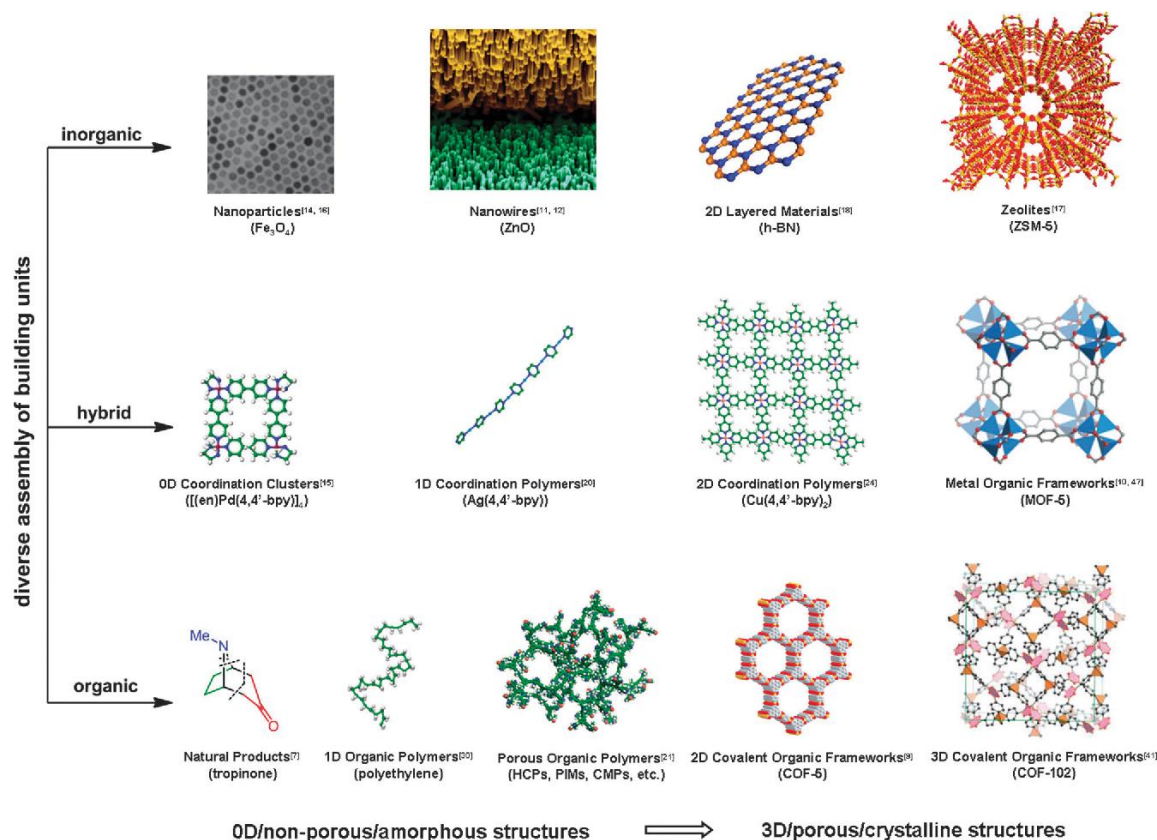 inorganic
Nanoparticles[14, 16]
(Fe3O4)
Nanowires[11, 12]
(ZnO)
2D Layered Materials[18]
(h-BN)
Zeolites[17]
(ZSM-5)
diverse assembly of building units
hybrid
0D Coordination Clusters[15]
([(en)Pd(4,4'-bpy)]4)
1D Coordination Polymers[20]
(Ag(4,4'-bpy))
2D Coordination Polymers[24]
(Cu(4,4'-bpy)2)
Metal Organic Frameworks[10, 47]
(MOF-5)
organic
Me
N
O
Natural Products[7]
(tropinone)
1D Organic Polymers[30]
(polyethylene)
Porous Organic Polymers[21]
(HCPs, PIMs, CMPs, etc.)
2D Covalent Organic Frameworks[9]
(COF-5)
3D Covalent Organic Frameworks[41]
(COF-102)
0D/non-porous/amorphous structures
3D/porous/crystalline structures